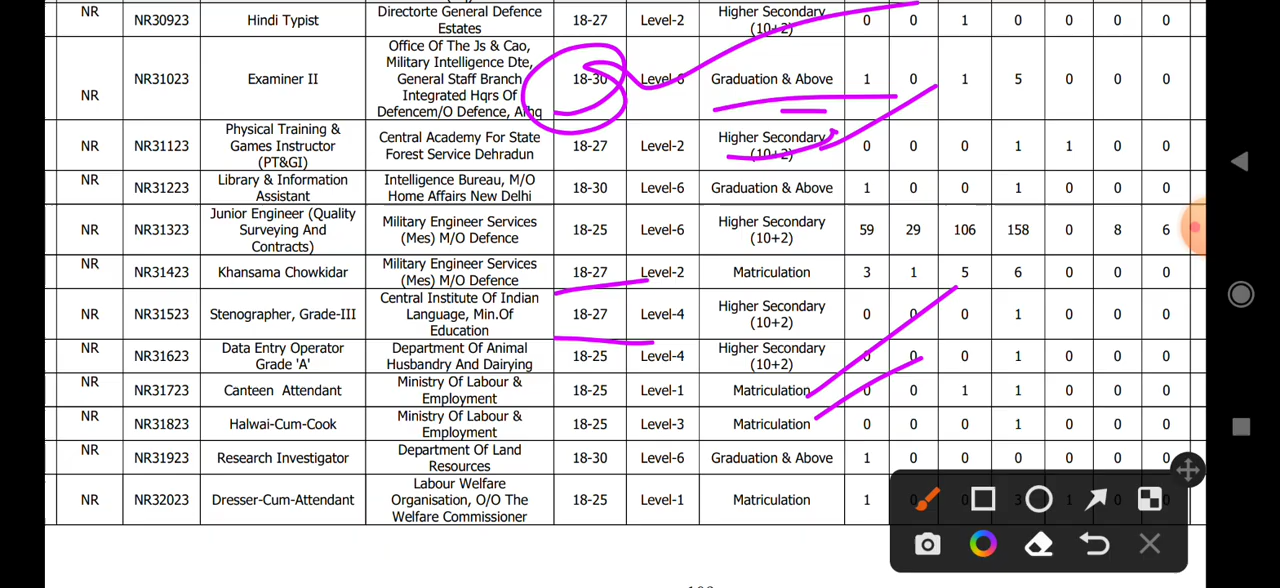 NR NR30923 Hindi Typist Directorte General Defence Estates 18-27 Level-2 Higher Secondary (10+2) 0 0 1 0 0 0 0
NR NR31023 Examiner II Office Of The Js & Cao, Military Intelligence Dte, General Staff Branch Integrated Hqrs Of Defencem/O Defence, Afhq 18-30 Level-6 Graduation & Above 1 0 1 5 0 0 0
NR NR31123 Physical Training & Games Instructor (PT&GI) Central Academy For State Forest Service Dehradun 18-27 Level-2 Higher Secondary (10+2) 0 0 0 1 1 0 0
NR NR31223 Library & Information Assistant Intelligence Bureau, M/O Home Affairs New Delhi 18-30 Level-6 Graduation & Above 1 0 0 1 0 0 0
NR NR31323 Junior Engineer (Quality Surveying And Contracts) Military Engineer Services (Mes) M/O Defence 18-25 Level-6 Higher Secondary (10+2) 59 29 106 158 0 8 6
NR NR31423 Khansama Chowkidar Military Engineer Services (Mes) M/O Defence 18-27 Level-2 Matriculation 3 1 5 6 0 0 0
NR NR31523 Stenographer, Grade-III Central Institute Of Indian Language, Min.Of Education 18-27 Level-4 Higher Secondary (10+2) 0 0 0 1 0 0 0
NR NR31623 Data Entry Operator Grade 'A' Department Of Animal Husbandry And Dairying 18-25 Level-4 Higher Secondary (10+2) 0 0 0 1 0 0 0
NR NR31723 Canteen Attendant Ministry Of Labour & Employment 18-25 Level-1 Matriculation 0 0 1 1 0 0 0
NR NR31823 Halwai-Cum-Cook Ministry Of Labour & Employment 18-25 Level-3 Matriculation 0 0 0 1 0 0 0
NR NR31923 Research Investigator Department Of Land Resources 18-30 Level-6 Graduation & Above 1 0 0 0 0 0 0
NR NR32023 Dresser-Cum-Attendant Labour Welfare Organisation, O/O The Welfare Commissioner 18-25 Level-1 Matriculation 1 0 0 3 1 0 0